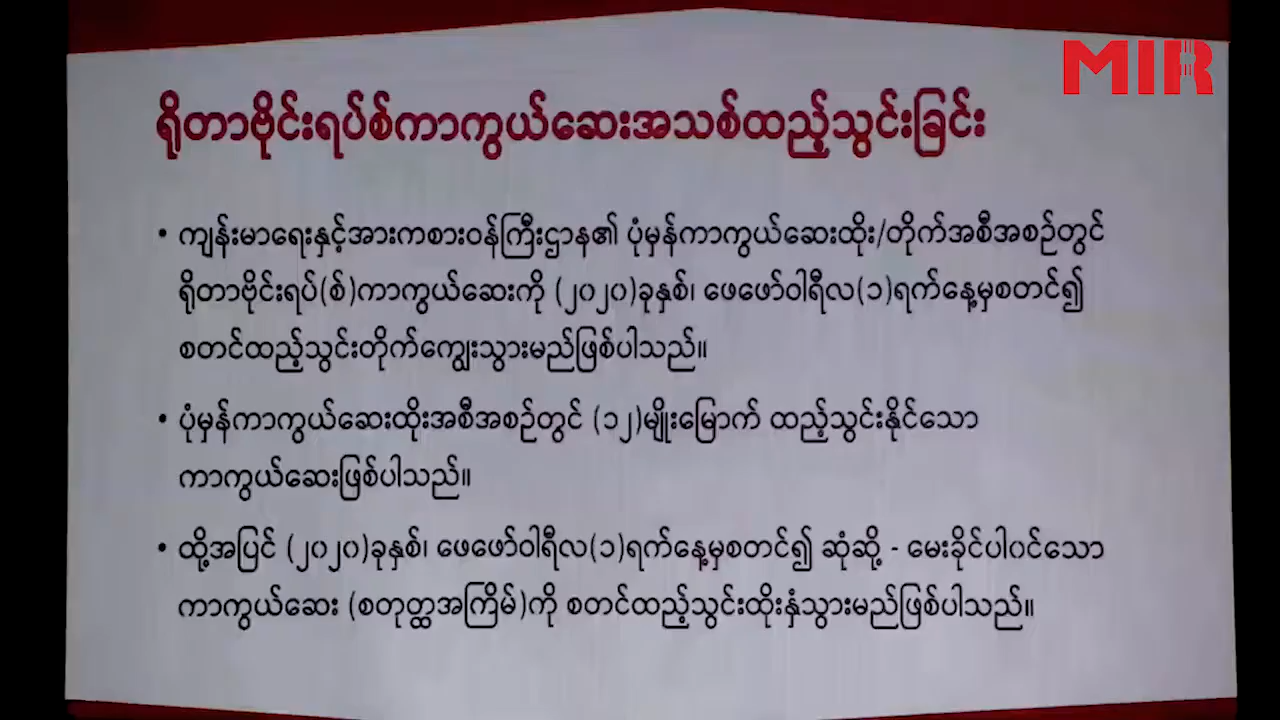 MIR
ရိုတာဗိုင်းရပ်စ်ကာကွယ်ဆေးအသစ်ထည့်သွင်းခြင်း
• ကျန်းမာရေးနှင့်အားကစားဝန်ကြီးဌာန၏ ပုံမှန်ကာကွယ်ဆေးထိုး/တိုက်အစီအစဉ်တွင်
ရိုတာဗိုင်းရပ်(စ်)ကာကွယ်ဆေးကို (၂၀၂၀)ခုနှစ်၊ ဖေဖော်ဝါရီလ(၁)ရက်နေ့မှစတင်၍
စတင်ထည့်သွင်းတိုက်ကျွေးသွားမည်ဖြစ်ပါသည်။
• ပုံမှန်ကာကွယ်ဆေးထိုးအစီအစဉ်တွင် (၁၂)မျိုးမြောက် ထည့်သွင်းနိုင်သော
ကာကွယ်ဆေးဖြစ်ပါသည်။
• ထို့အပြင် (၂၀၂၀)ခုနှစ်၊ ဖေဖော်ဝါရီလ(၁)ရက်နေ့မှစတင်၍ ဆုံဆို့ - မေးခိုင်ပါ၀င်သော
ကာကွယ်ဆေး (စတုတ္ထအကြိမ်)ကို စတင်ထည့်သွင်းထိုးနှံသွားမည်ဖြစ်ပါသည်။